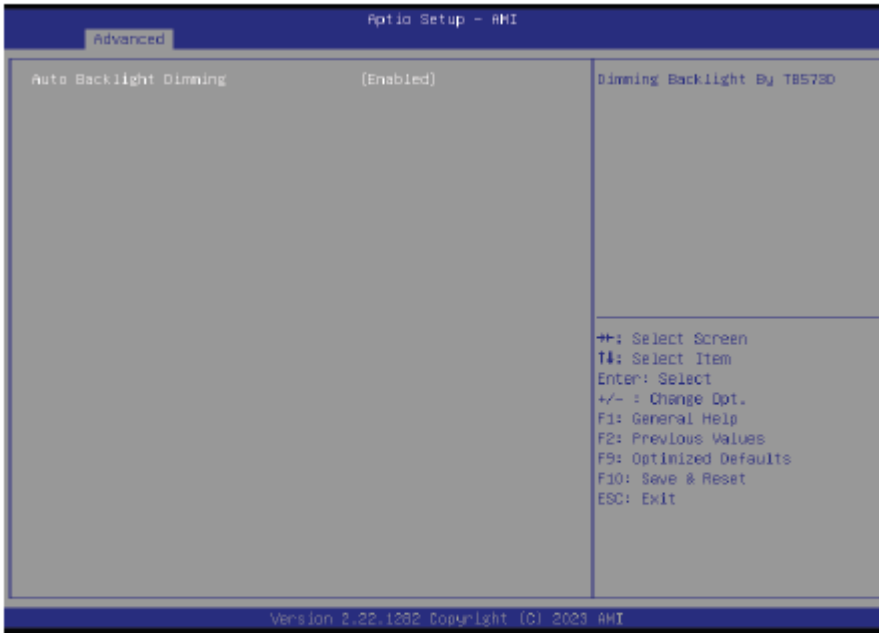 Aptio Setup - AMI
Advanced
Auto Backlight Dimming [Enabled]
Dimming Backlight By T8573D
→←: Select Screen
↑↓: Select Item
Enter: Select
+/- : Change Opt.
F1: General Help
F2: Previous Values
F9: Optimized Defaults
F10: Save & Reset
ESC: Exit
Version 2.22.1282 Copyright (C) 2023 AMI